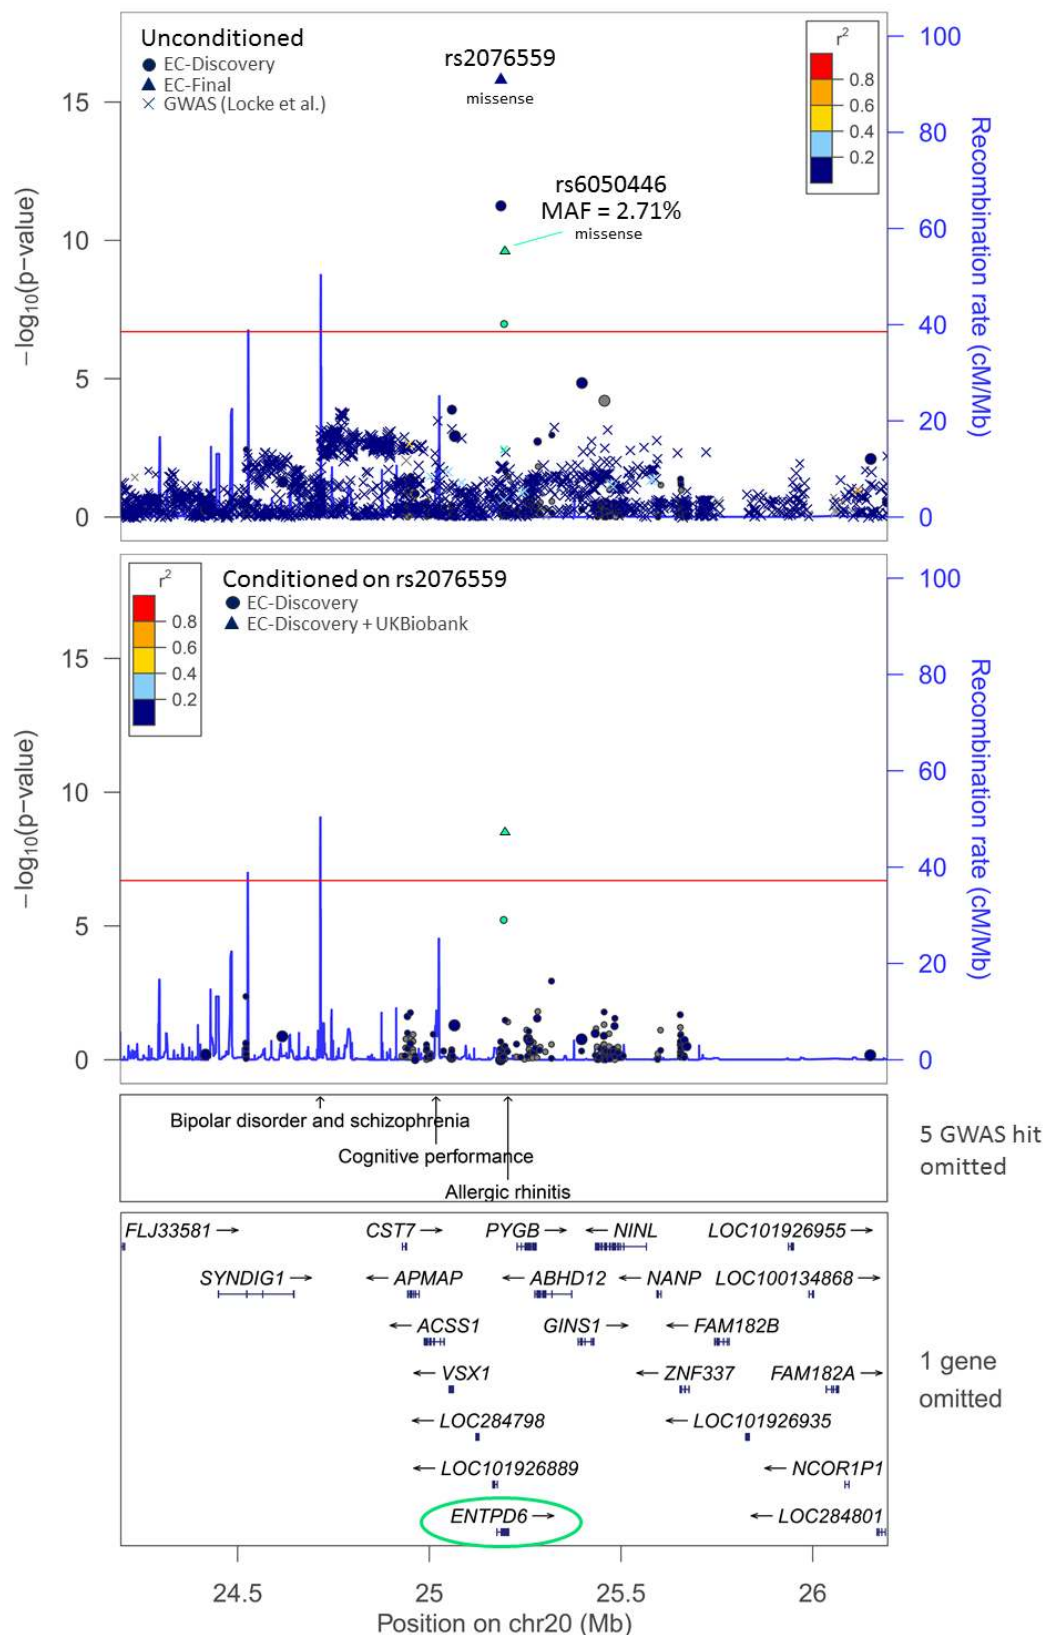 Unconditioned
EC-Discovery
EC-Final
GWAS (Locke et al.)
rs2076559
missense
rs6050446
MAF = 2.71%
missense
r²
0.8
0.6
0.4
0.2
15
10
5
0
−log₁₀(p−value)
100
80
60
40
20
0
Recombination rate (cM/Mb)
r²
0.8
0.6
0.4
0.2
Conditioned on rs2076559
EC-Discovery
EC-Discovery + UKBiobank
15
10
5
0
−log₁₀(p−value)
100
80
60
40
20
0
Recombination rate (cM/Mb)
Bipolar disorder and schizophrenia
Cognitive performance
Allergic rhinitis
5 GWAS hit
omitted
FLJ33581 → CST7 → PYGB → ← NINL LOC101926955 →
SYNDIG1 → ← APMAP ← ABHD12 ← NANP LOC100134868 →
← ACSS1 GINS1 → ← FAM182B
← VSX1 ← ZNF337 FAM182A →
← LOC284798 ← LOC101926935
← LOC101926889 ← NCOR1P1
ENTPD6 → ← LOC284801
1 gene
omitted
24.5 25 25.5 26
Position on chr20 (Mb)